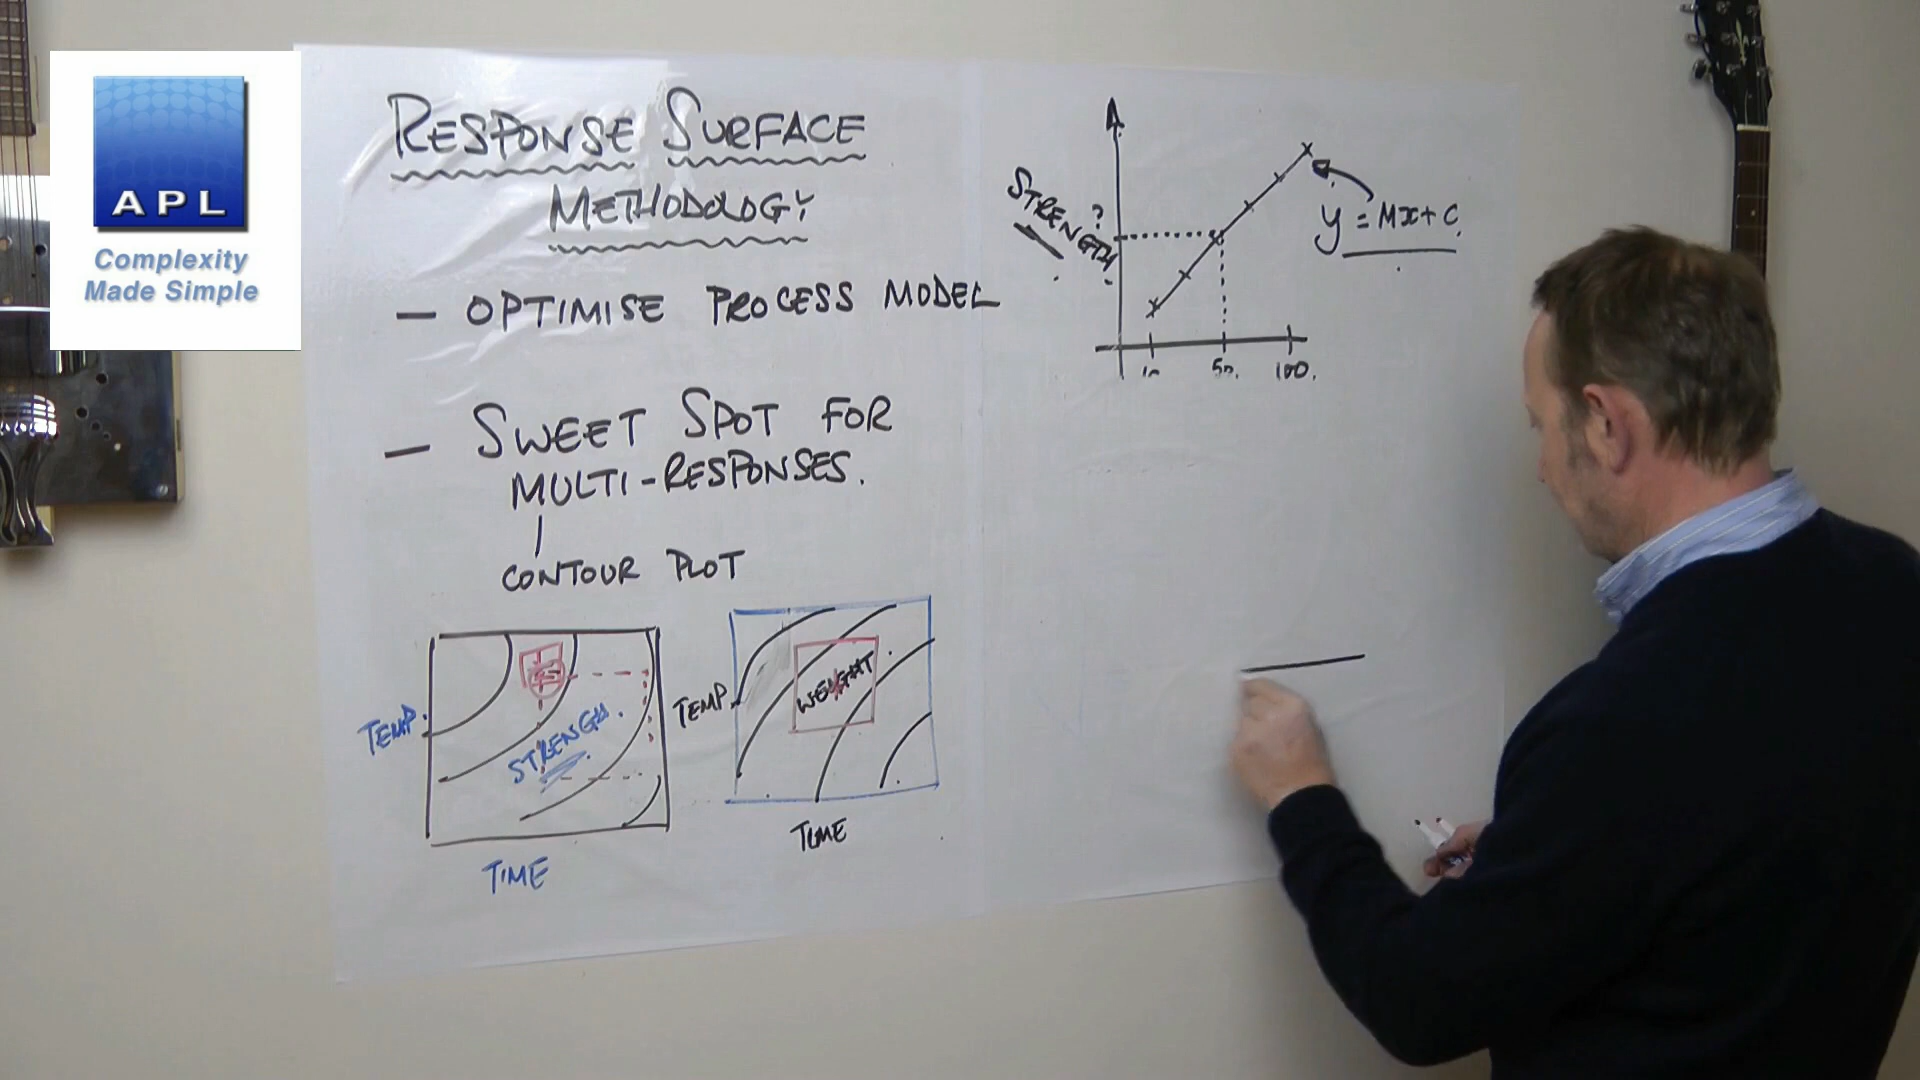 APL
Complexity
Made Simple
RESPONSE SURFACE
METHODOLOGY
- OPTIMISE PROCESS MODEL
- SWEET SPOT FOR
MULTI-RESPONSES.
CONTOUR PLOT
TEMP.
STRENGTH.
TIME
TEMP.
WEIGHT
TIME
STRENGTH
?
y = Mx + C
10 50. 100.